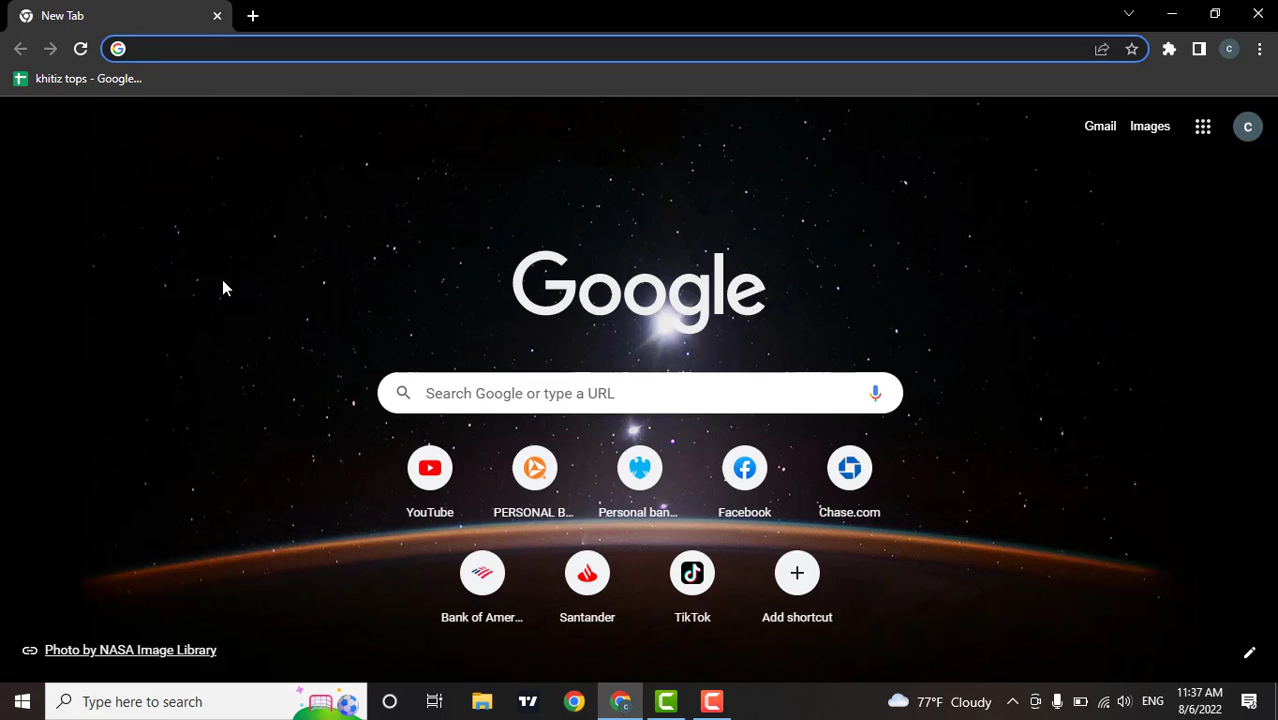 New Tab
khitiz tops - Google...
Gmail Images
C
C
Google
Search Google or type a URL
YouTube PERSONAL B... Personal ban... Facebook Chase.com
Bank of Amer... Santander TikTok Add shortcut
Photo by NASA Image Library
Type here to search
77°F Cloudy
ENG
11:37 AM
8/6/2022